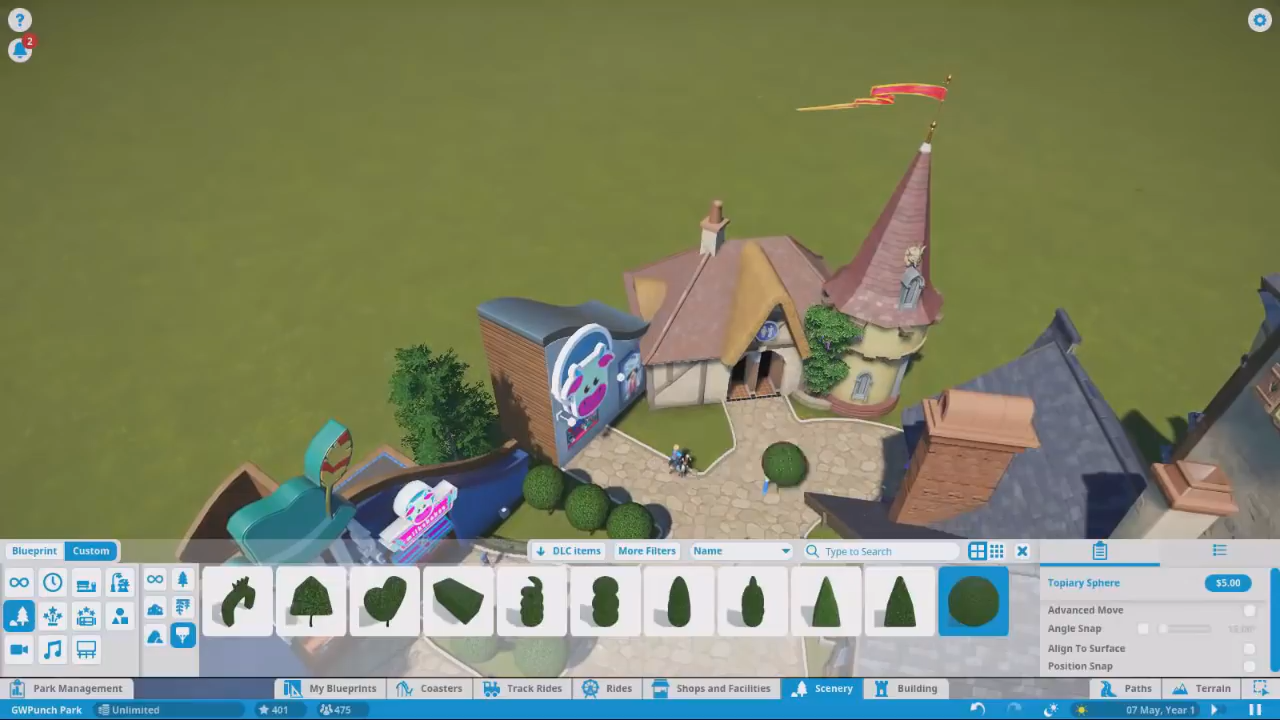 ?
2
Blueprint
Custom
DLC items
More Filters
Name
Type to Search
Topiary Sphere
$5.00
Advanced Move
Angle Snap
Align To Surface
Position Snap
Park Management
My Blueprints
Coasters
Track Rides
Rides
Shops and Facilities
Scenery
Building
Paths
Terrain
GWPunch Park
Unlimited
401
475
07 May, Year 1